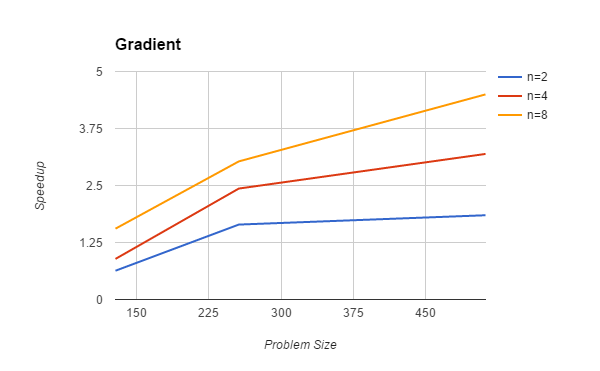 Gradient
5
3.75
2.5
1.25
0
150 225 300 375 450
Speedup
Problem Size
n=2
n=4
n=8